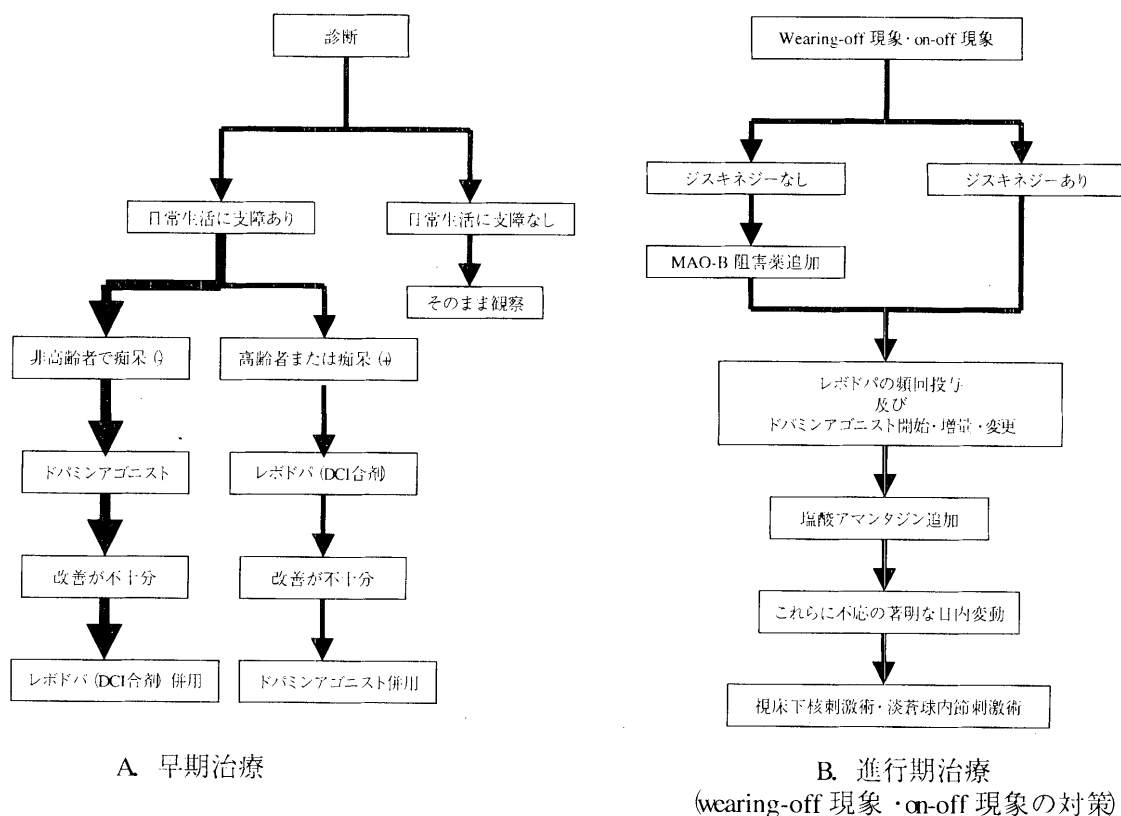 診断
日常生活に支障あり
日常生活に支障なし
そのまま観察
非高齢者で痴呆 (-)
高齢者または痴呆 (+)
ドパミンアゴニスト
レボドパ (DCI合剤)
改善が不十分
改善が不十分
レボドパ (DCI合剤) 併用
ドパミンアゴニスト併用
A. 早期治療
Wearing-off 現象・on-off 現象
ジスキネジーなし
ジスキネジーあり
MAO-B 阻害薬追加
レボドパの頻回投与
及び
ドパミンアゴニスト開始・増量・変更
塩酸アマンタジン追加
これらに不応の著明な日内変動
視床下核刺激術・淡蒼球内節刺激術
B. 進行期治療
(wearing-off 現象・on-off 現象の対策)